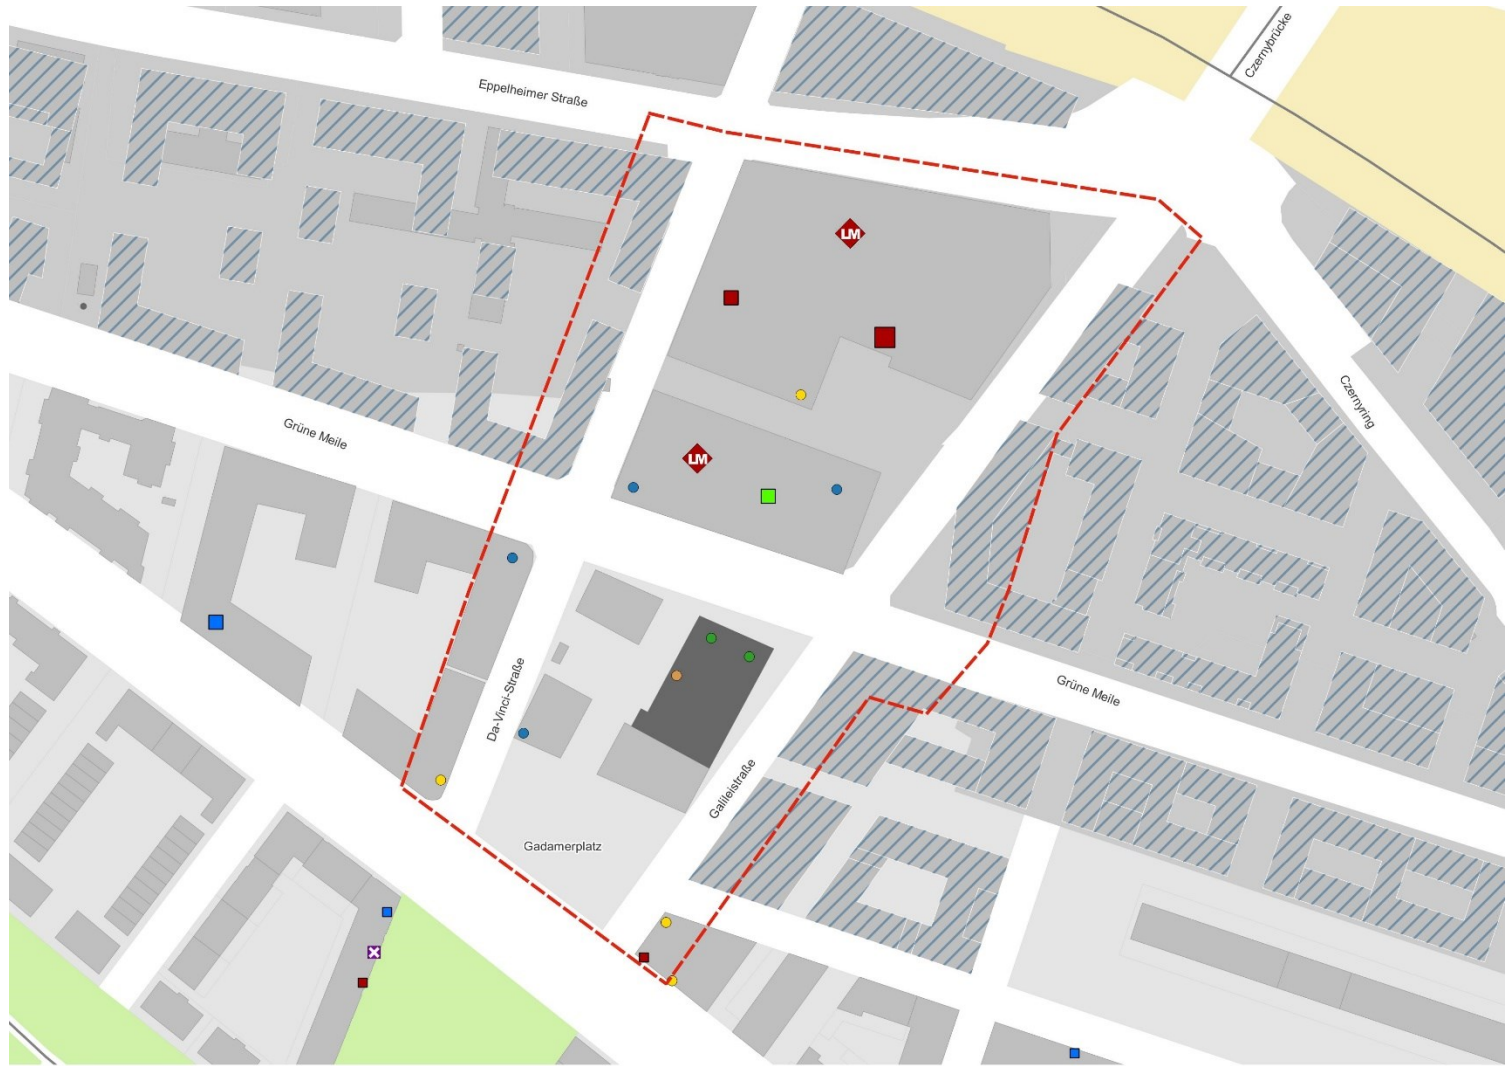 Czernybrücke
Eppelheimer Straße
LM
Czernyring
Grüne Meile
LM
Da-Vinci-Straße
Grüne Meile
Galileistraße
Gadamerplatz